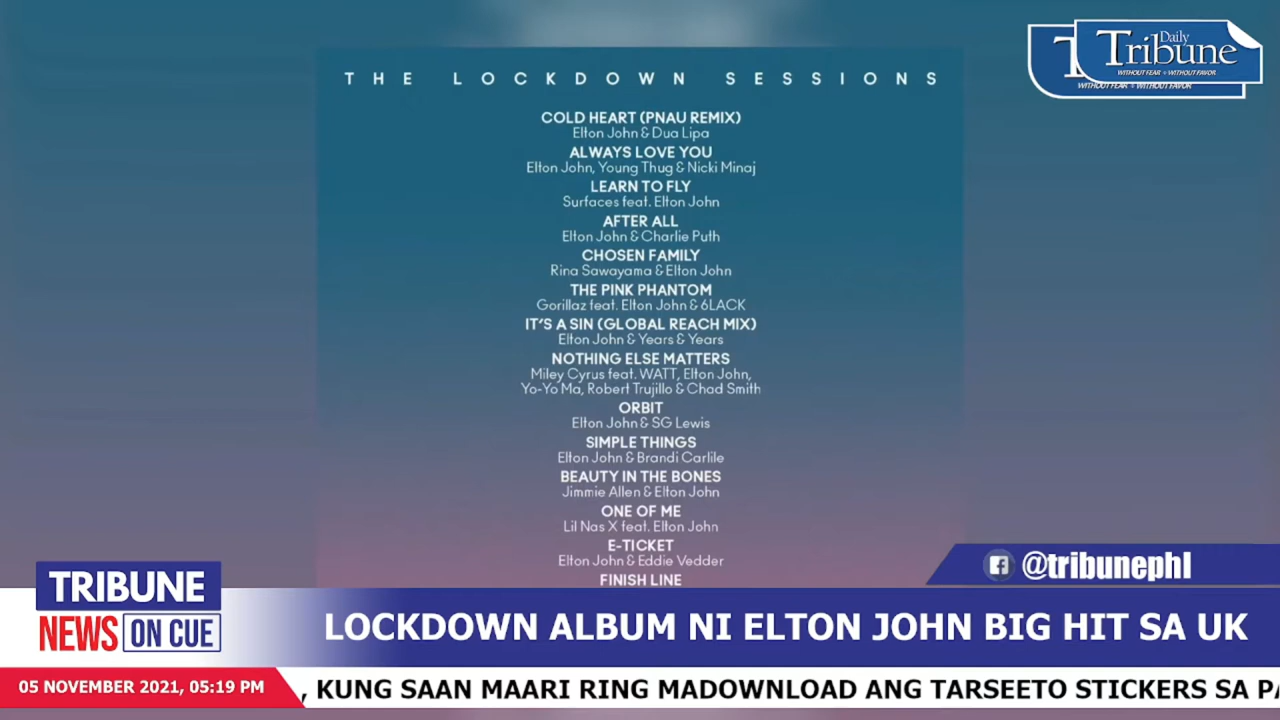 Daily
Tribune
WITHOUT FEAR • WITHOUT FAVOR
WITHOUT FEAR • WITHOUT FAVOR
THE LOCKDOWN SESSIONS
COLD HEART (PNAU REMIX)
Elton John & Dua Lipa
ALWAYS LOVE YOU
Elton John, Young Thug & Nicki Minaj
LEARN TO FLY
Surfaces feat. Elton John
AFTER ALL
Elton John & Charlie Puth
CHOSEN FAMILY
Rina Sawayama & Elton John
THE PINK PHANTOM
Gorillaz feat. Elton John & 6LACK
IT'S A SIN (GLOBAL REACH MIX)
Elton John & Years & Years
NOTHING ELSE MATTERS
Miley Cyrus feat. WATT, Elton John,
Yo-Yo Ma, Robert Trujillo & Chad Smith
ORBIT
Elton John & SG Lewis
SIMPLE THINGS
Elton John & Brandi Carlile
BEAUTY IN THE BONES
Jimmie Allen & Elton John
ONE OF ME
Lil Nas X feat. Elton John
E-TICKET
Elton John & Eddie Vedder
FINISH LINE
@tribunephl
TRIBUNE
NEWS ON CUE
LOCKDOWN ALBUM NI ELTON JOHN BIG HIT SA UK
05 NOVEMBER 2021, 05:19 PM
, KUNG SAAN MAARI RING MADOWNLOAD ANG TARSEETO STICKERS SA